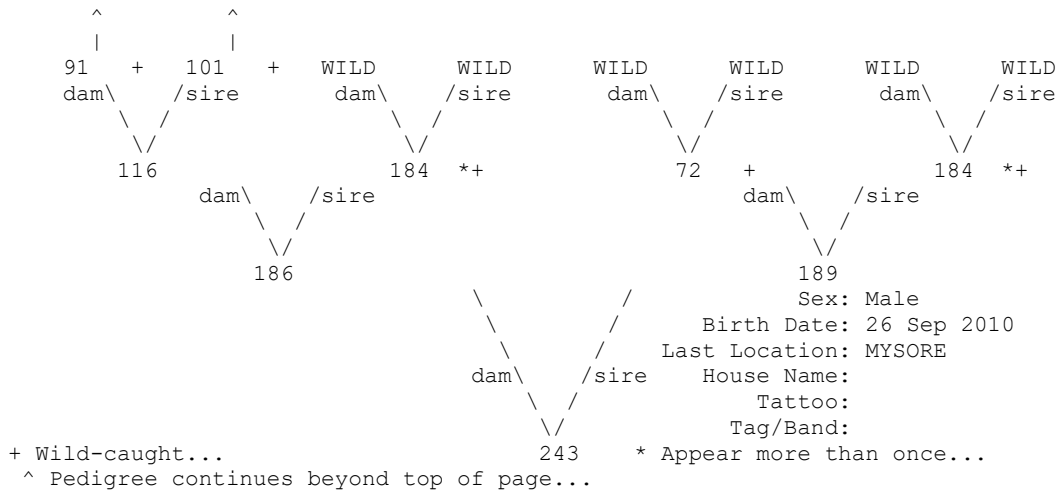 ^ ^
| |
91 + 101 + WILD WILD WILD WILD WILD WILD
dam\ /sire dam\ /sire dam\ /sire dam\ /sire
\ / \ / \ / \ /
\/ \/ \/ \/
116 184 *+ 72 + 184 *+
dam\ /sire dam\ /sire
\ / \ /
\/ \/
186 189
\ / Sex: Male
\ / Birth Date: 26 Sep 2010
\ / Last Location: MYSORE
dam\ /sire House Name:
\ / Tattoo:
\/ Tag/Band:
+ Wild-caught... 243 * Appear more than once...
^ Pedigree continues beyond top of page...